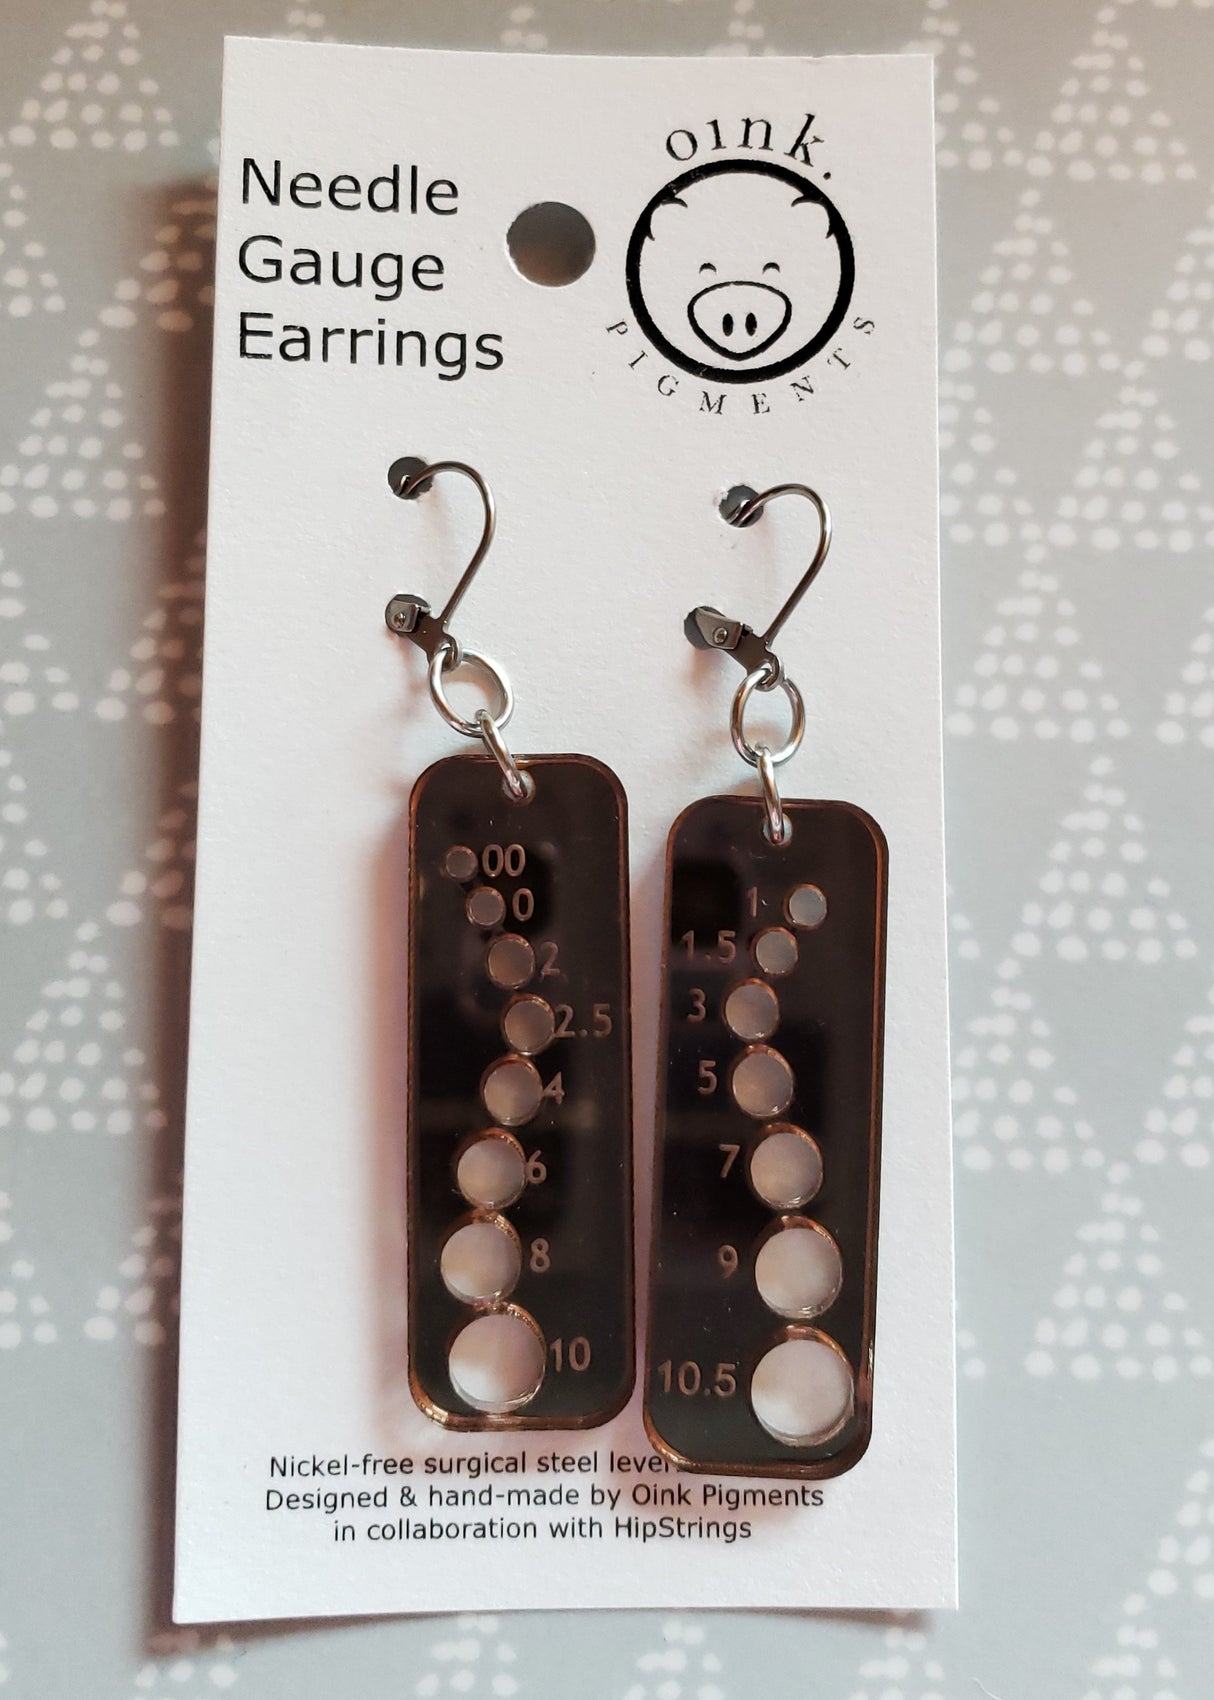 Needle
Gauge
Earrings
oink.
PIGMENTS
00
0
2
2.5
4
6
8
10
1
1.5
3
5
7
9
10.5
Nickel-free surgical steel
Designed & hand-made by Oink Pigments
in collaboration with HipStrings